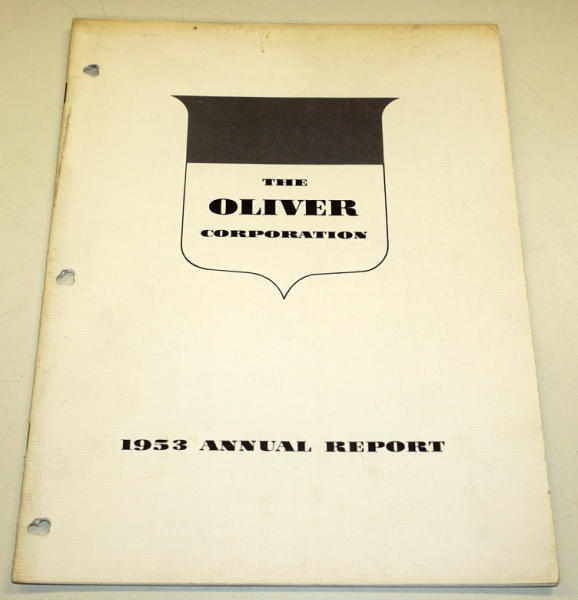 THE
OLIVER
CORPORATION
1953 ANNUAL REPORT